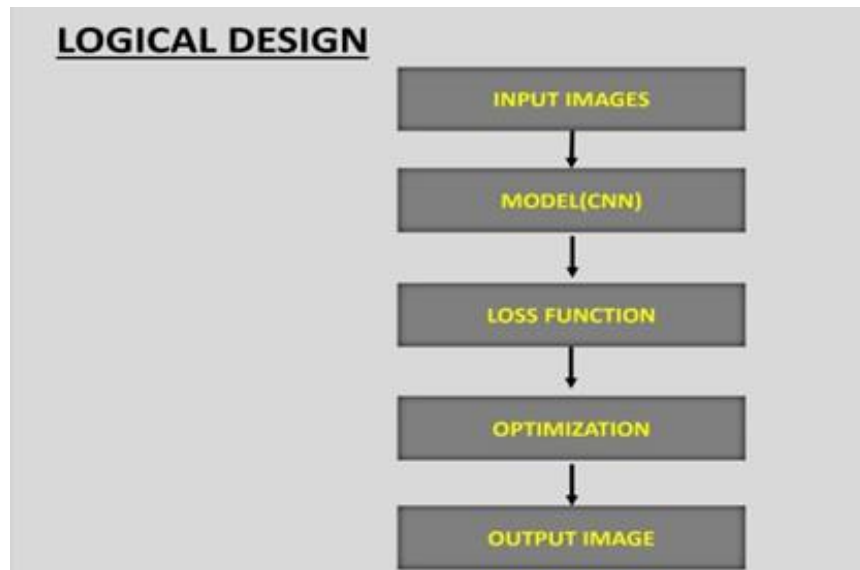 LOGICAL DESIGN
INPUT IMAGES
MODEL(CNN)
LOSS FUNCTION
OPTIMIZATION
OUTPUT IMAGE